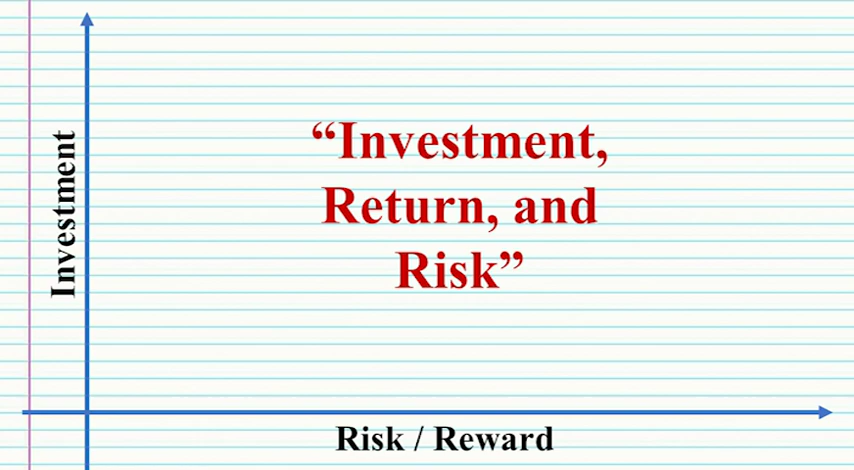 Investment
“Investment,
Return, and
Risk”
Risk / Reward